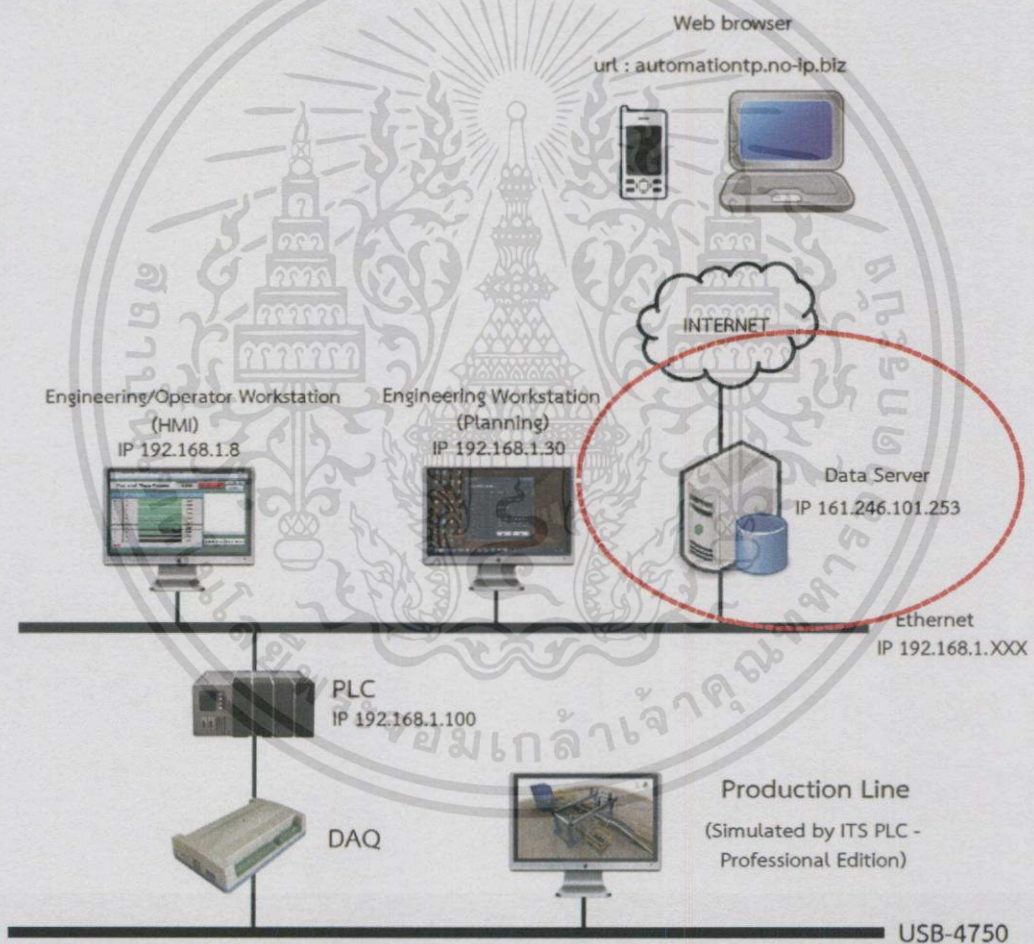 Web browser
url : automationtp.no-ip.biz
INTERNET
Engineering/Operator Workstation
(HMI)
IP 192.168.1.8
Engineering Workstation
(Planning)
IP 192.168.1.30
Data Server
IP 161.246.101.253
Ethernet
IP 192.168.1.XXX
PLC
IP 192.168.1.100
DAQ
Production Line
(Simulated by ITS PLC -
Professional Edition)
USB-4750